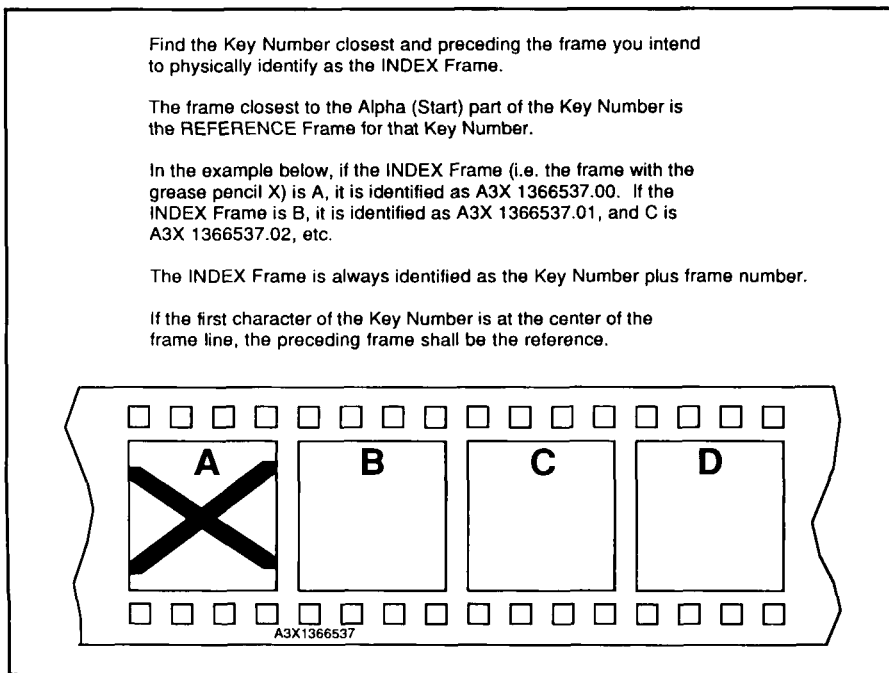 Find the Key Number closest and preceding the frame you intend
to physically identify as the INDEX Frame.
The frame closest to the Alpha (Start) part of the Key Number is
the REFERENCE Frame for that Key Number.
In the example below, if the INDEX Frame (i.e. the frame with the
grease pencil X) is A, it is identified as A3X 1366537.00. If the
INDEX Frame is B, it is identified as A3X 1366537.01, and C is
A3X 1366537.02, etc.
The INDEX Frame is always identified as the Key Number plus frame number.
If the first character of the Key Number is at the center of the
frame line, the preceding frame shall be the reference.
A B C D
A3X1366537